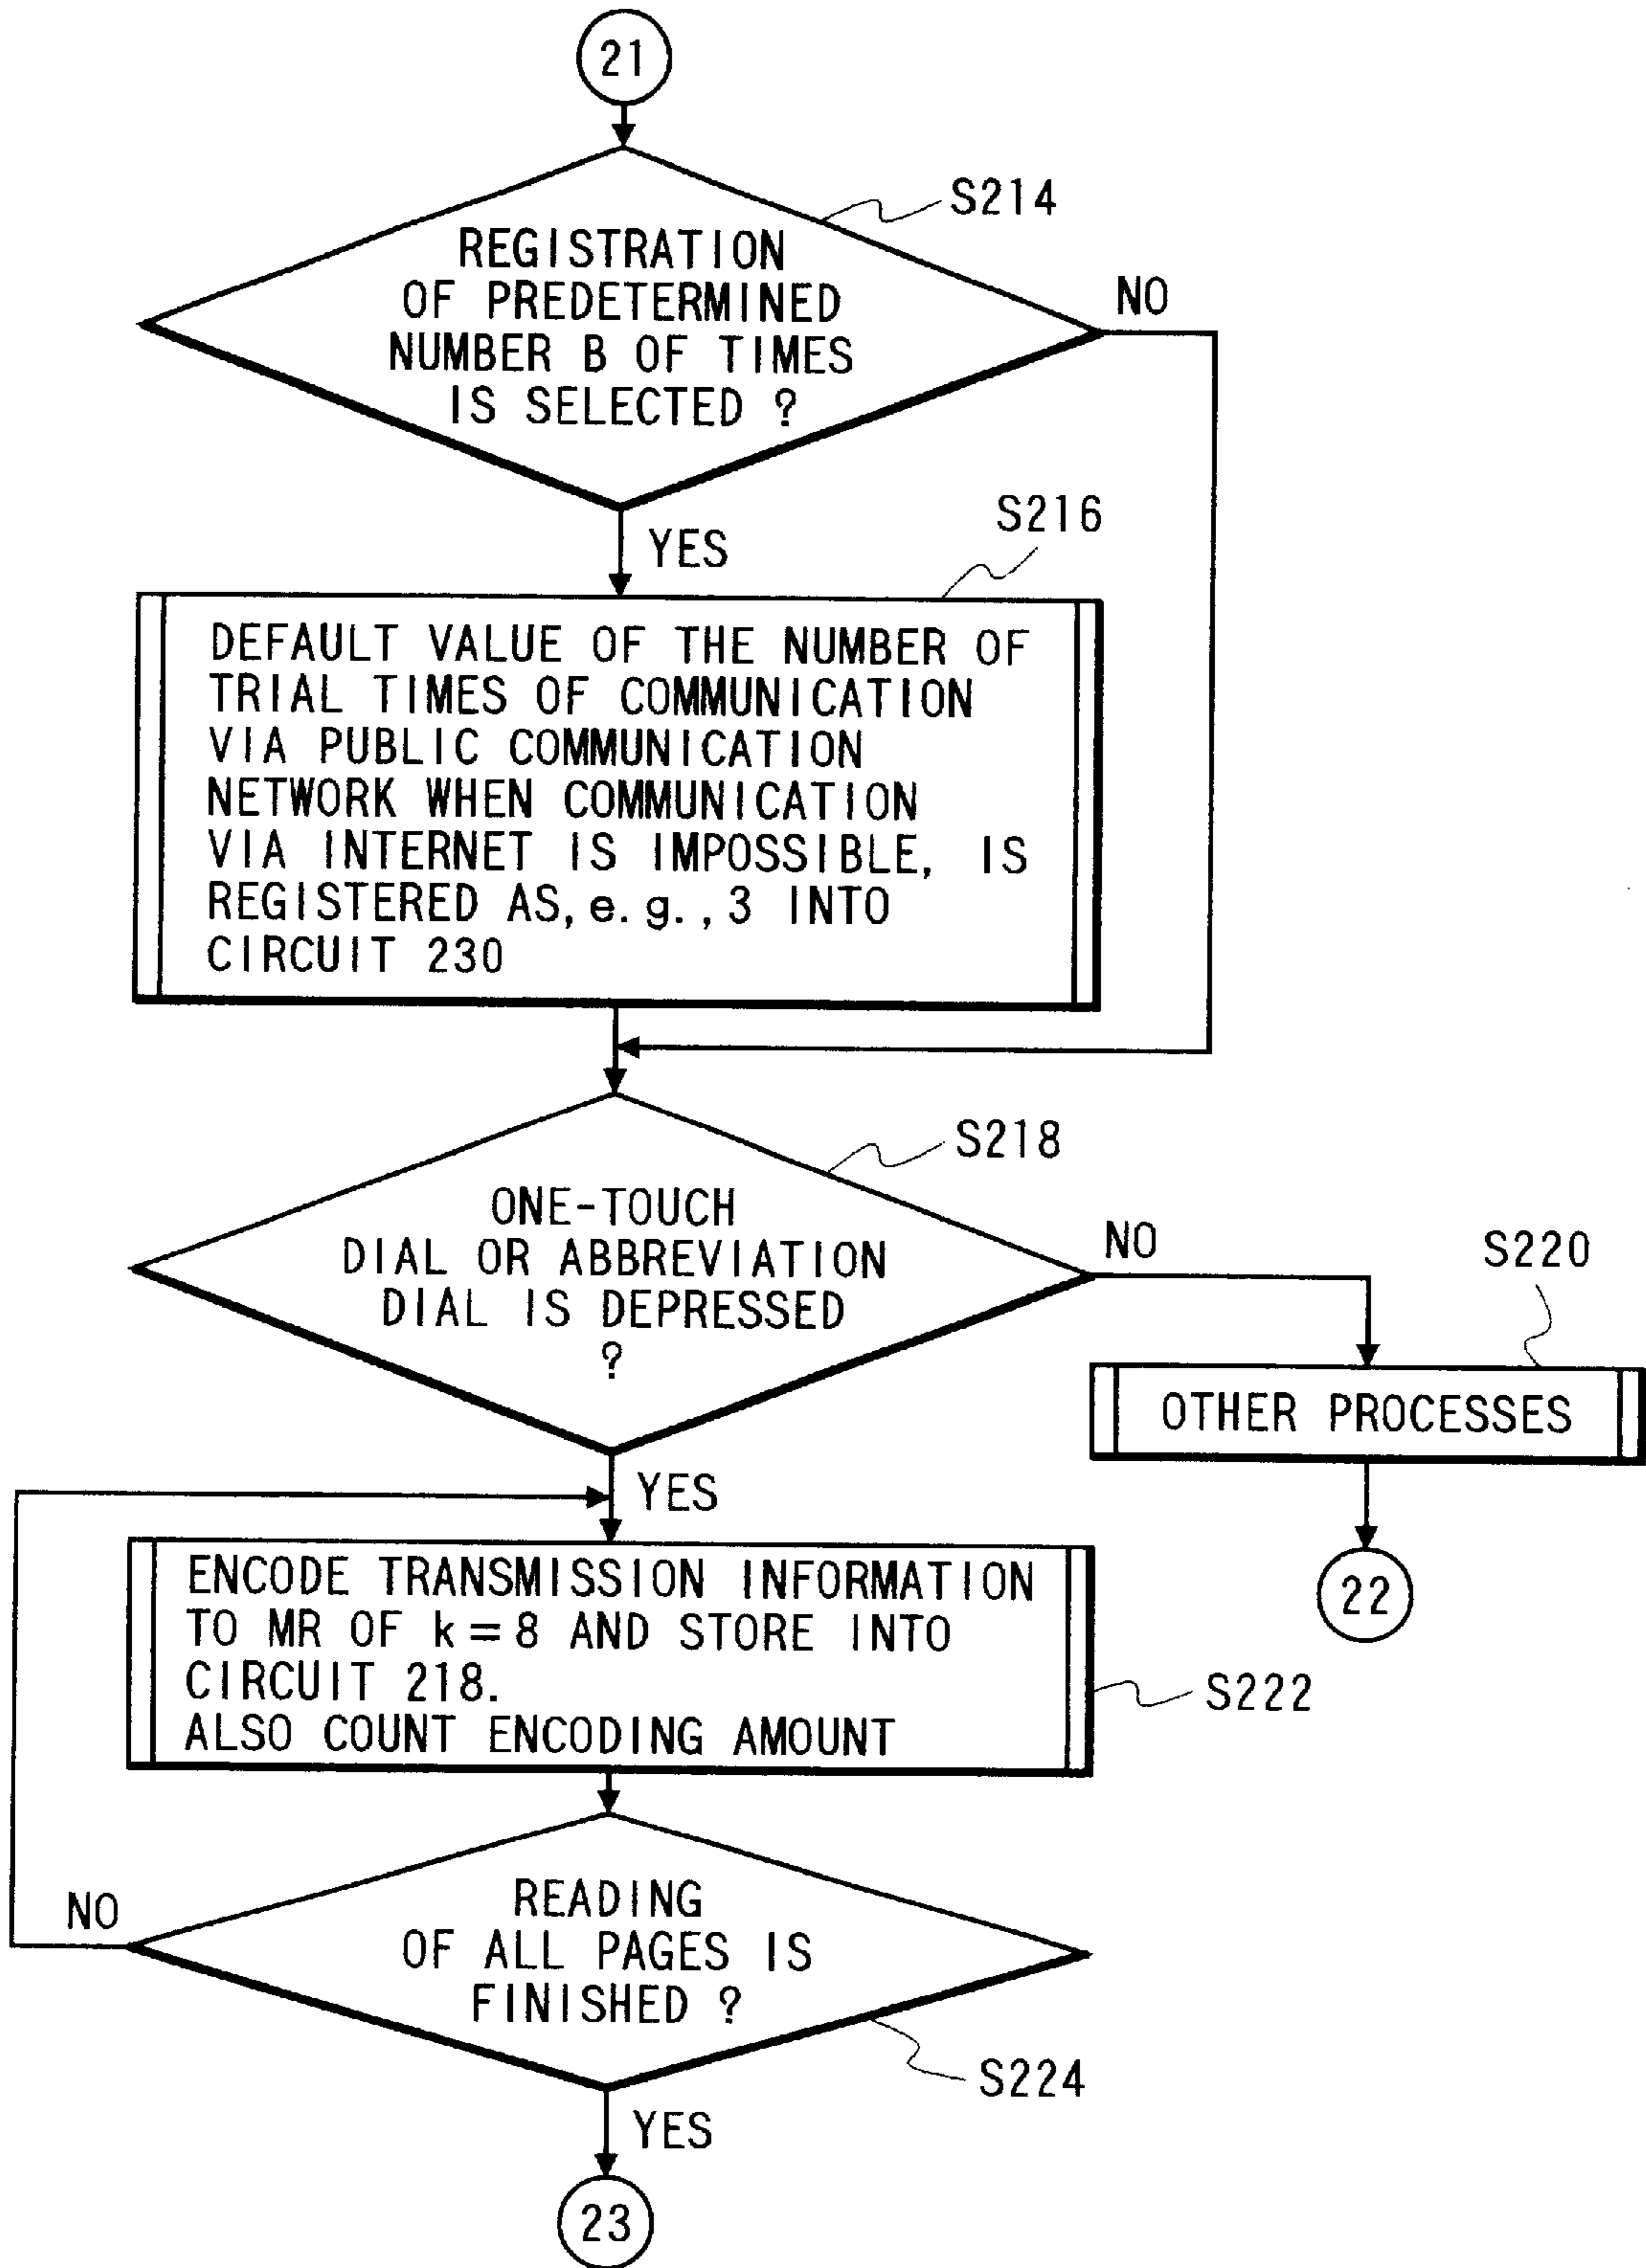 21
S214
REGISTRATION
OF PREDETERMINED
NUMBER B OF TIMES
IS SELECTED ?
NO
YES
S216
DEFAULT VALUE OF THE NUMBER OF
TRIAL TIMES OF COMMUNICATION
VIA PUBLIC COMMUNICATION
NETWORK WHEN COMMUNICATION
VIA INTERNET IS IMPOSSIBLE, IS
REGISTERED AS, e. g. , 3 INTO
CIRCUIT 230
S218
ONE-TOUCH
DIAL OR ABBREVIATION
DIAL IS DEPRESSED
?
NO
S220
OTHER PROCESSES
22
YES
ENCODE TRANSMISSION INFORMATION
TO MR OF k = 8 AND STORE INTO
CIRCUIT 218.
ALSO COUNT ENCODING AMOUNT
S222
READING
OF ALL PAGES IS
FINISHED ?
NO
S224
YES
23